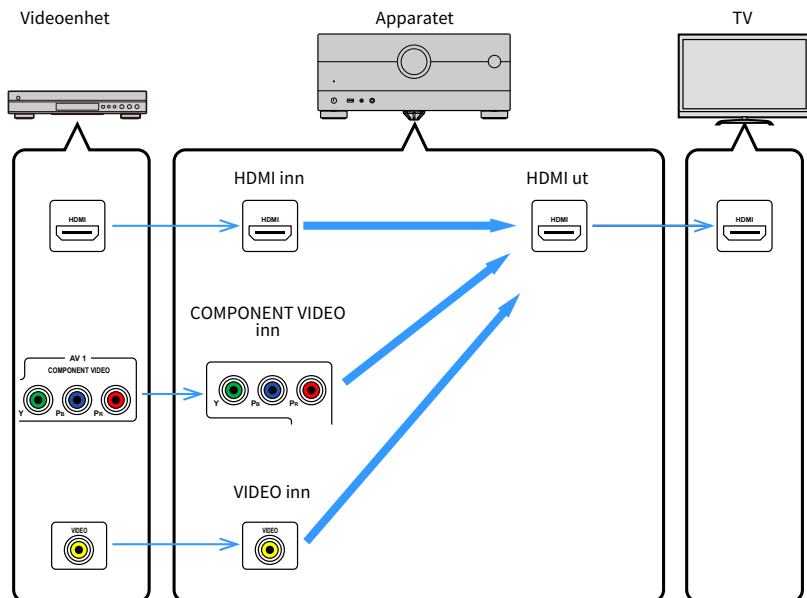 Videoenhet
Apparatet
TV
HDMI inn
HDMI ut
HDMI
HDMI
HDMI
HDMI
COMPONENT VIDEO
inn
AV 1
COMPONENT VIDEO
Y PB PR
Y PB PR
VIDEO inn
VIDEO
VIDEO